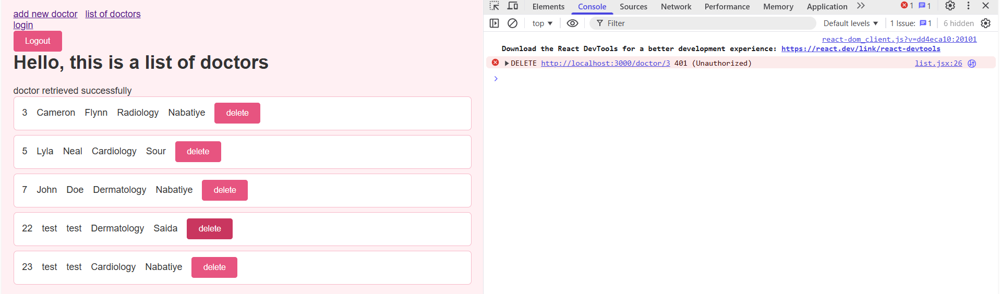 add new doctor list of doctors
login
Logout
Hello, this is a list of doctors
doctor retrieved successfully
3 Cameron Flynn Radiology Nabatiye delete
5 Lyla Neal Cardiology Sour delete
7 John Doe Dermatology Nabatiye delete
22 test test Dermatology Saida delete
23 test test Cardiology Nabatiye delete
Elements Console Sources Network Performance Memory Application 1 1
top Filter Default levels 1 Issue: 1 6 hidden
react-dom_client.js?v=dd4eca10:20101
Download the React DevTools for a better development experience: https://react.dev/link/react-devtools
DELETE http://localhost:3000/doctor/3 401 (Unauthorized) list.jsx:26